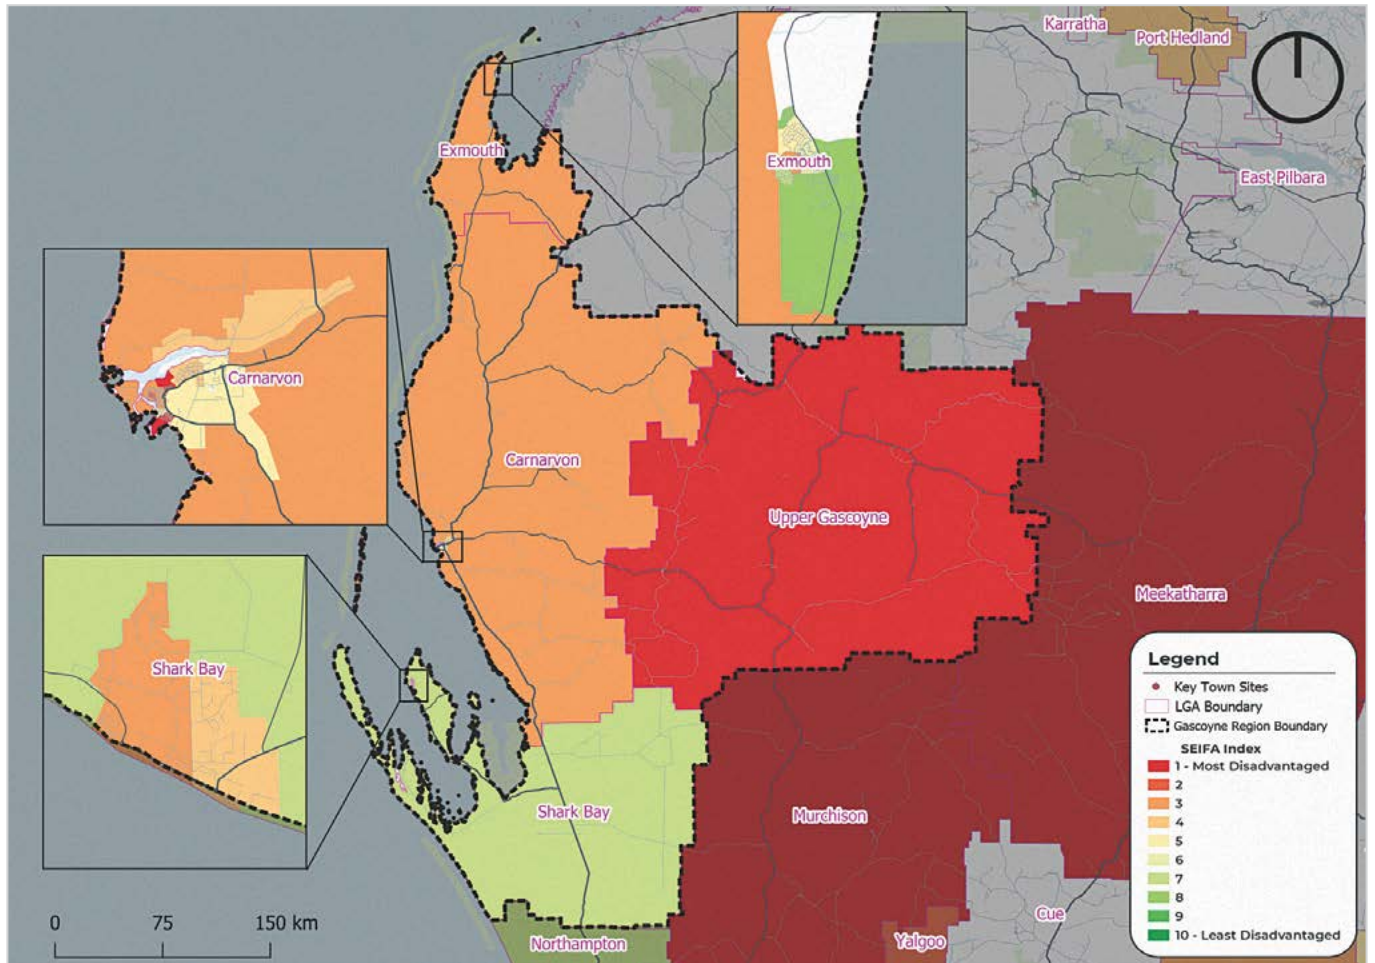 Karratha
Port Hedland
Exmouth
Exmouth
East Pilbara
Carnarvon
Carnarvon
Upper Gascoyne
Meekatharra
Shark Bay
Shark Bay
Murchison
Northampton
Yalgoo
Cue
0 75 150 km
Legend
Key Town Sites
LGA Boundary
Gascoyne Region Boundary
SEIFA Index
1 - Most Disadvantaged
2
3
4
5
6
7
8
9
10 - Least Disadvantaged